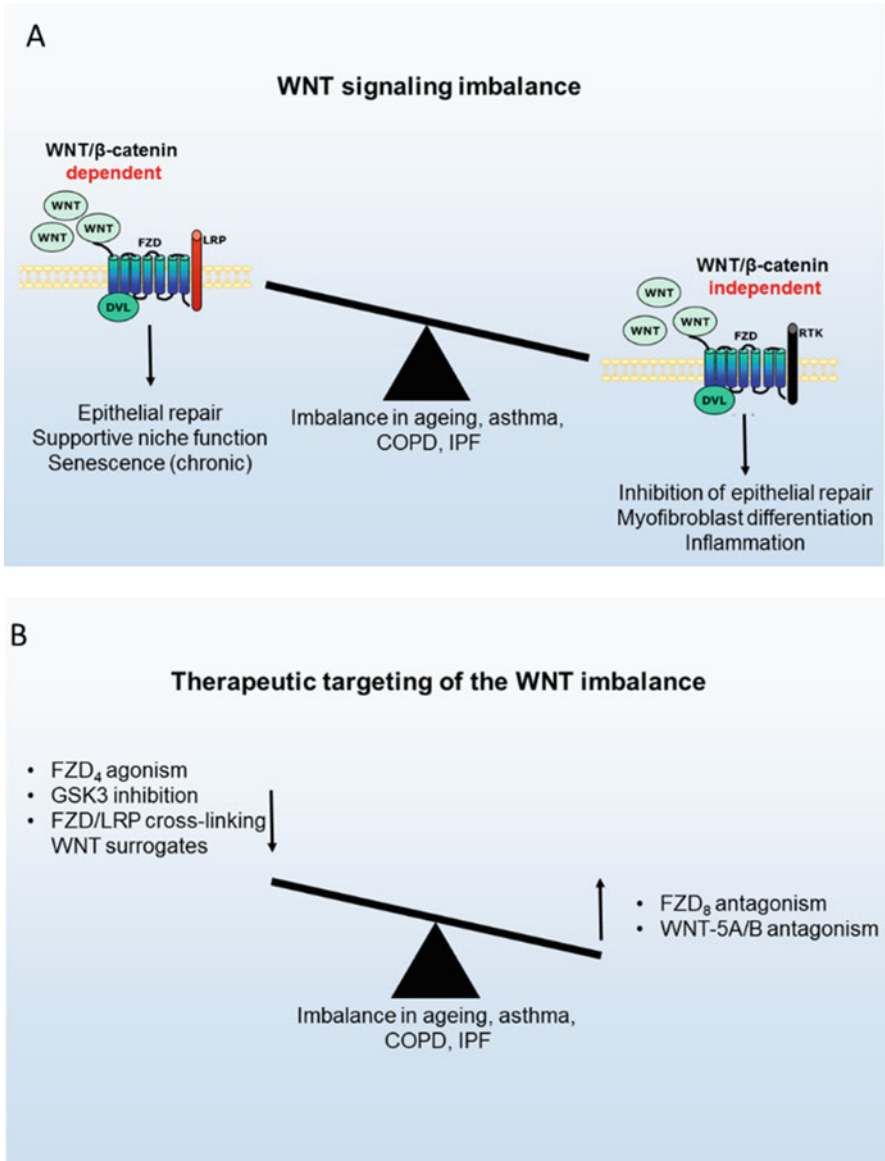 A
WNT signaling imbalance
WNT/β-catenin
dependent
WNT
WNT
WNT
FZD
LRP
DVL
Epithelial repair
Supportive niche function
Senescence (chronic)
Imbalance in ageing, asthma,
COPD, IPF
WNT/β-catenin
independent
WNT
WNT
WNT
FZD
RTK
DVL
Inhibition of epithelial repair
Myofibroblast differentiation
Inflammation
B
Therapeutic targeting of the WNT imbalance
• FZD₄ agonism
• GSK3 inhibition
• FZD/LRP cross-linking
WNT surrogates
• FZD₈ antagonism
• WNT-5A/B antagonism
Imbalance in ageing, asthma,
COPD, IPF